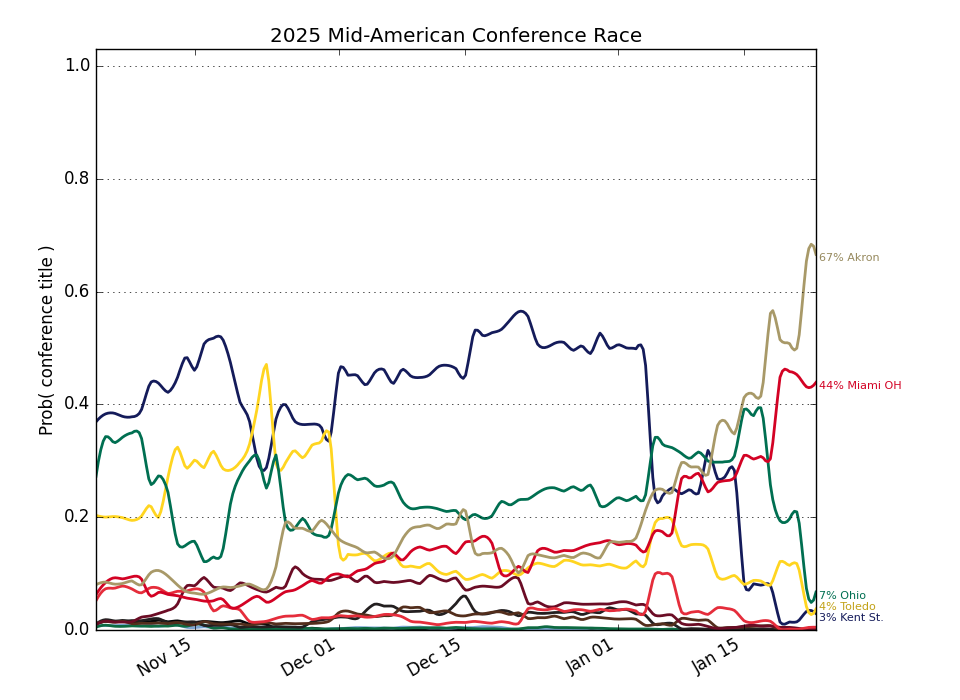 2025 Mid-American Conference Race
Prob( conference title )
1.0
0.8
0.6
0.4
0.2
0.0
Nov 15
Dec 01
Dec 15
Jan 01
Jan 15
67% Akron
44% Miami OH
7% Ohio
4% Toledo
3% Kent St.